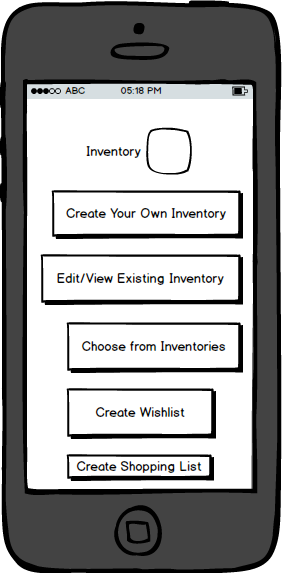 ABC 05:18 PM
Inventory
Create Your Own Inventory
Edit/View Existing Inventory
Choose from Inventories
Create Wishlist
Create Shopping List